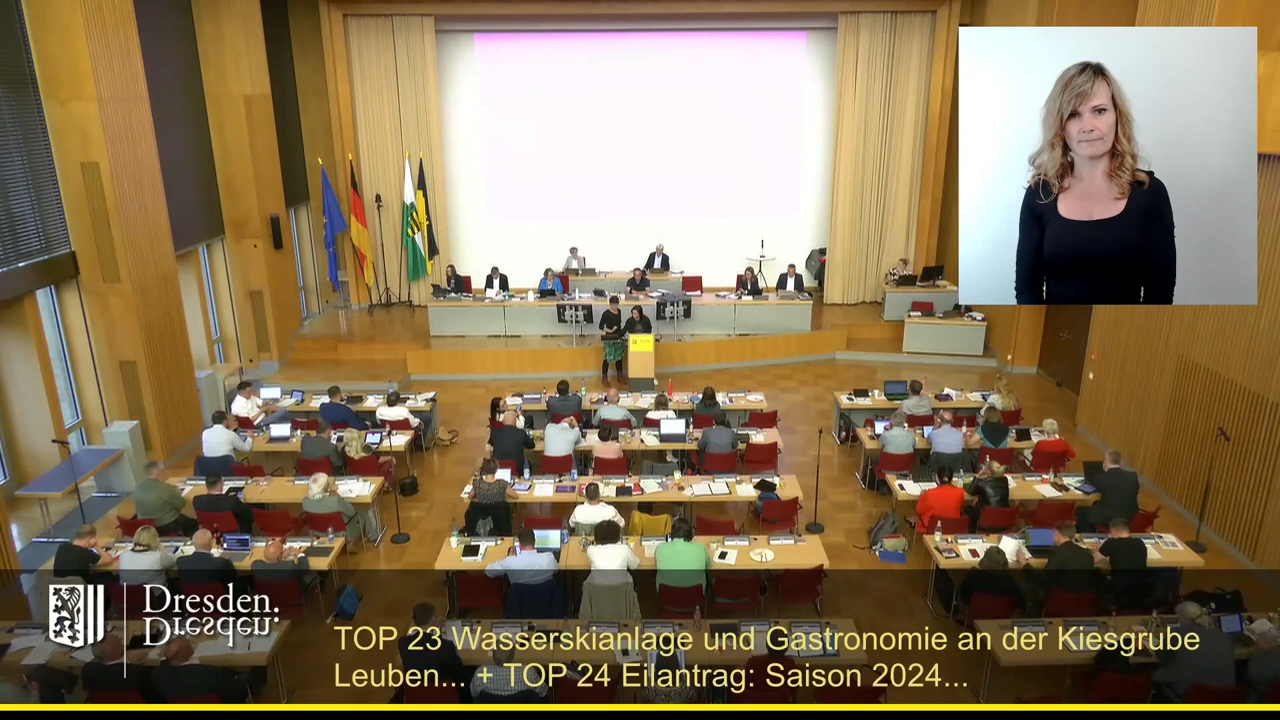 Dresden.
Dresden.
TOP 23 Wasserskianlage und Gastronomie an der Kiesgrube
Leuben... + TOP 24 Eilantrag: Saison 2024...